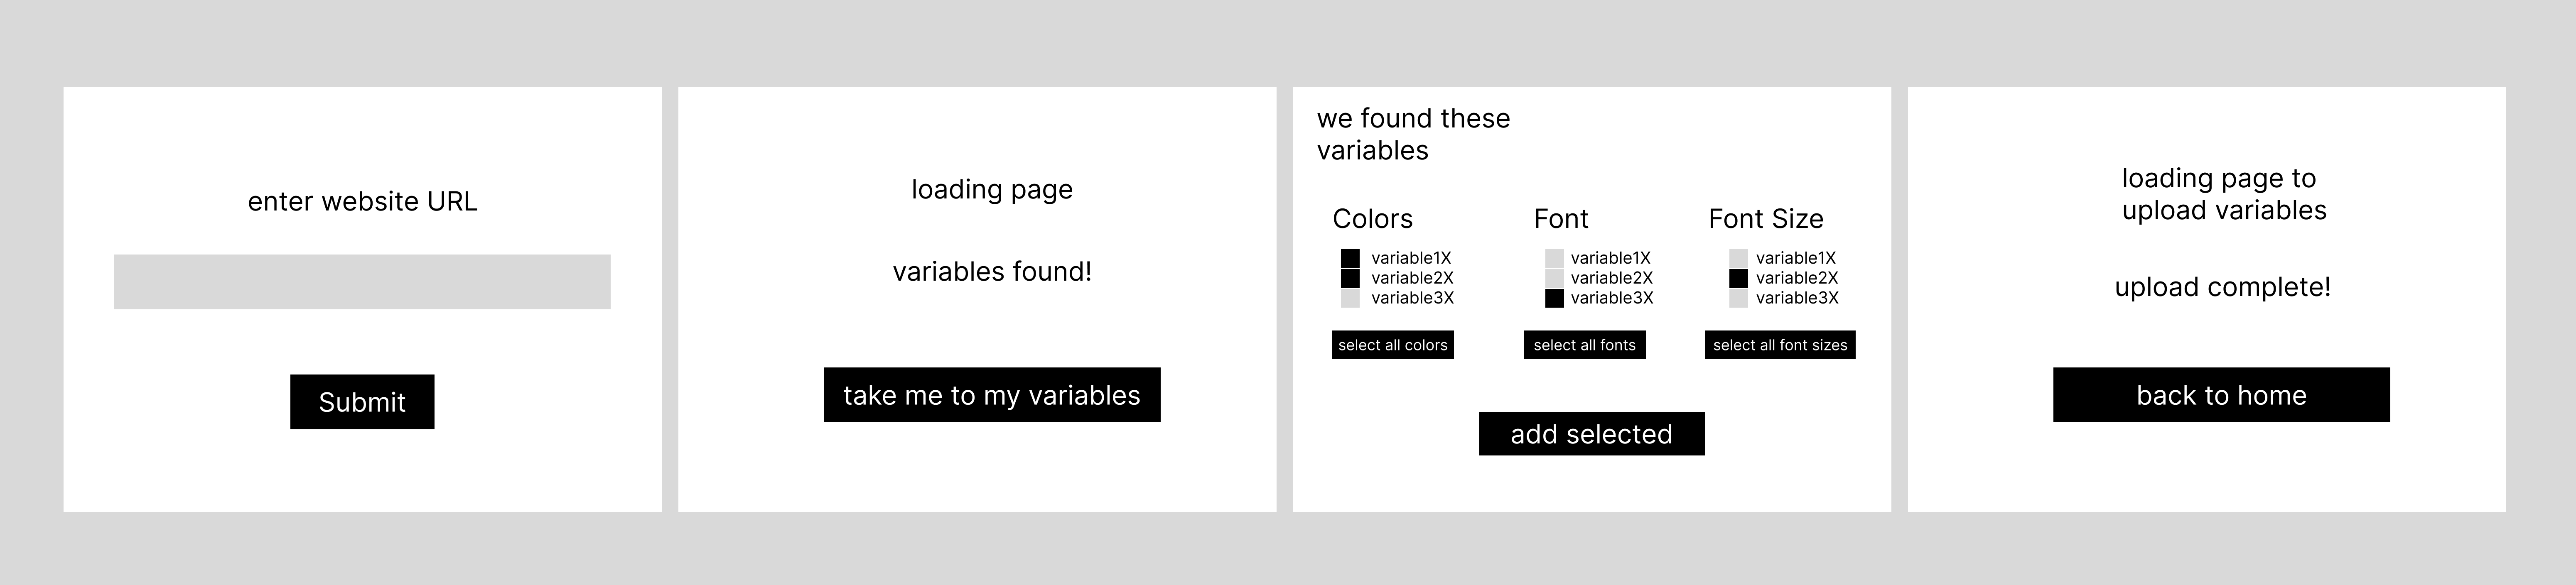 enter website URL
Submit
loading page
variables found!
take me to my variables
we found these
variables
Colors
variable1X
variable2X
variable3X
select all colors
Font
variable1X
variable2X
variable3X
select all fonts
Font Size
variable1X
variable2X
variable3X
select all font sizes
add selected
loading page to
upload variables
upload complete!
back to home